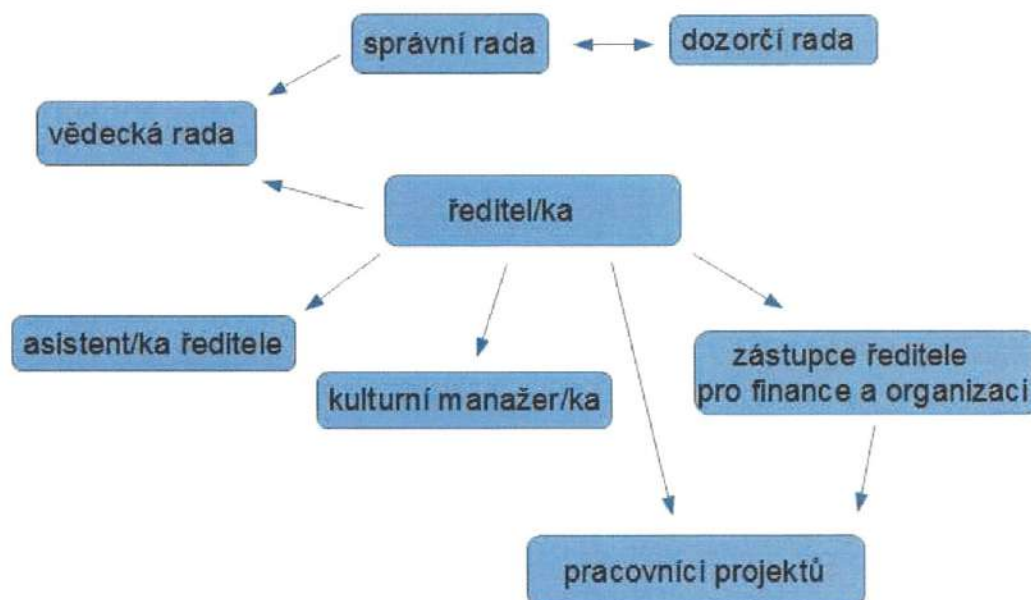 správní rada
dozorčí rada
vědecká rada
ředitel/ka
asistent/ka ředitele
zástupce ředitele
pro finance a organizaci
kulturní manažer/ka
pracovníci projektů